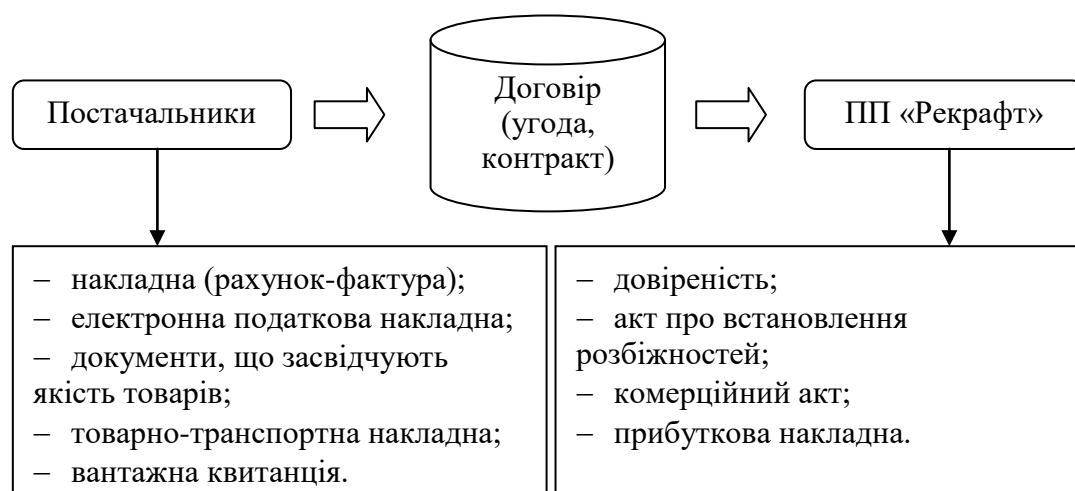 Постачальники
Договір
(угода,
контракт)
ПП «Рекрафт»
– накладна (рахунок-фактура);
– електронна податкова накладна;
– документи, що засвідчують
якість товарів;
– товарно-транспортна накладна;
– вантажна квитанція.
– довіреність;
– акт про встановлення
розбіжностей;
– комерційний акт;
– прибуткова накладна.